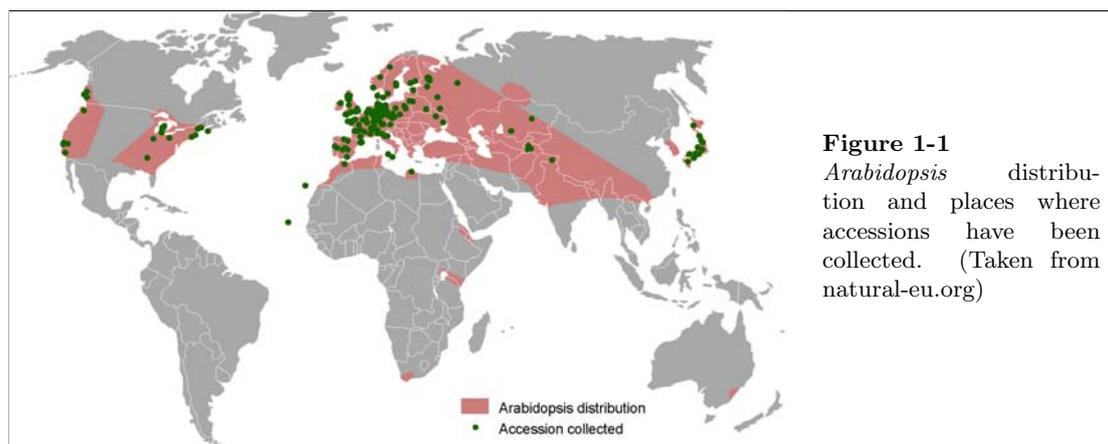 Figure 1-1
Arabidopsis distribu-
tion and places where
accessions have been
collected. (Taken from
natural-eu.org)
Arabidopsis distribution
Accession collected